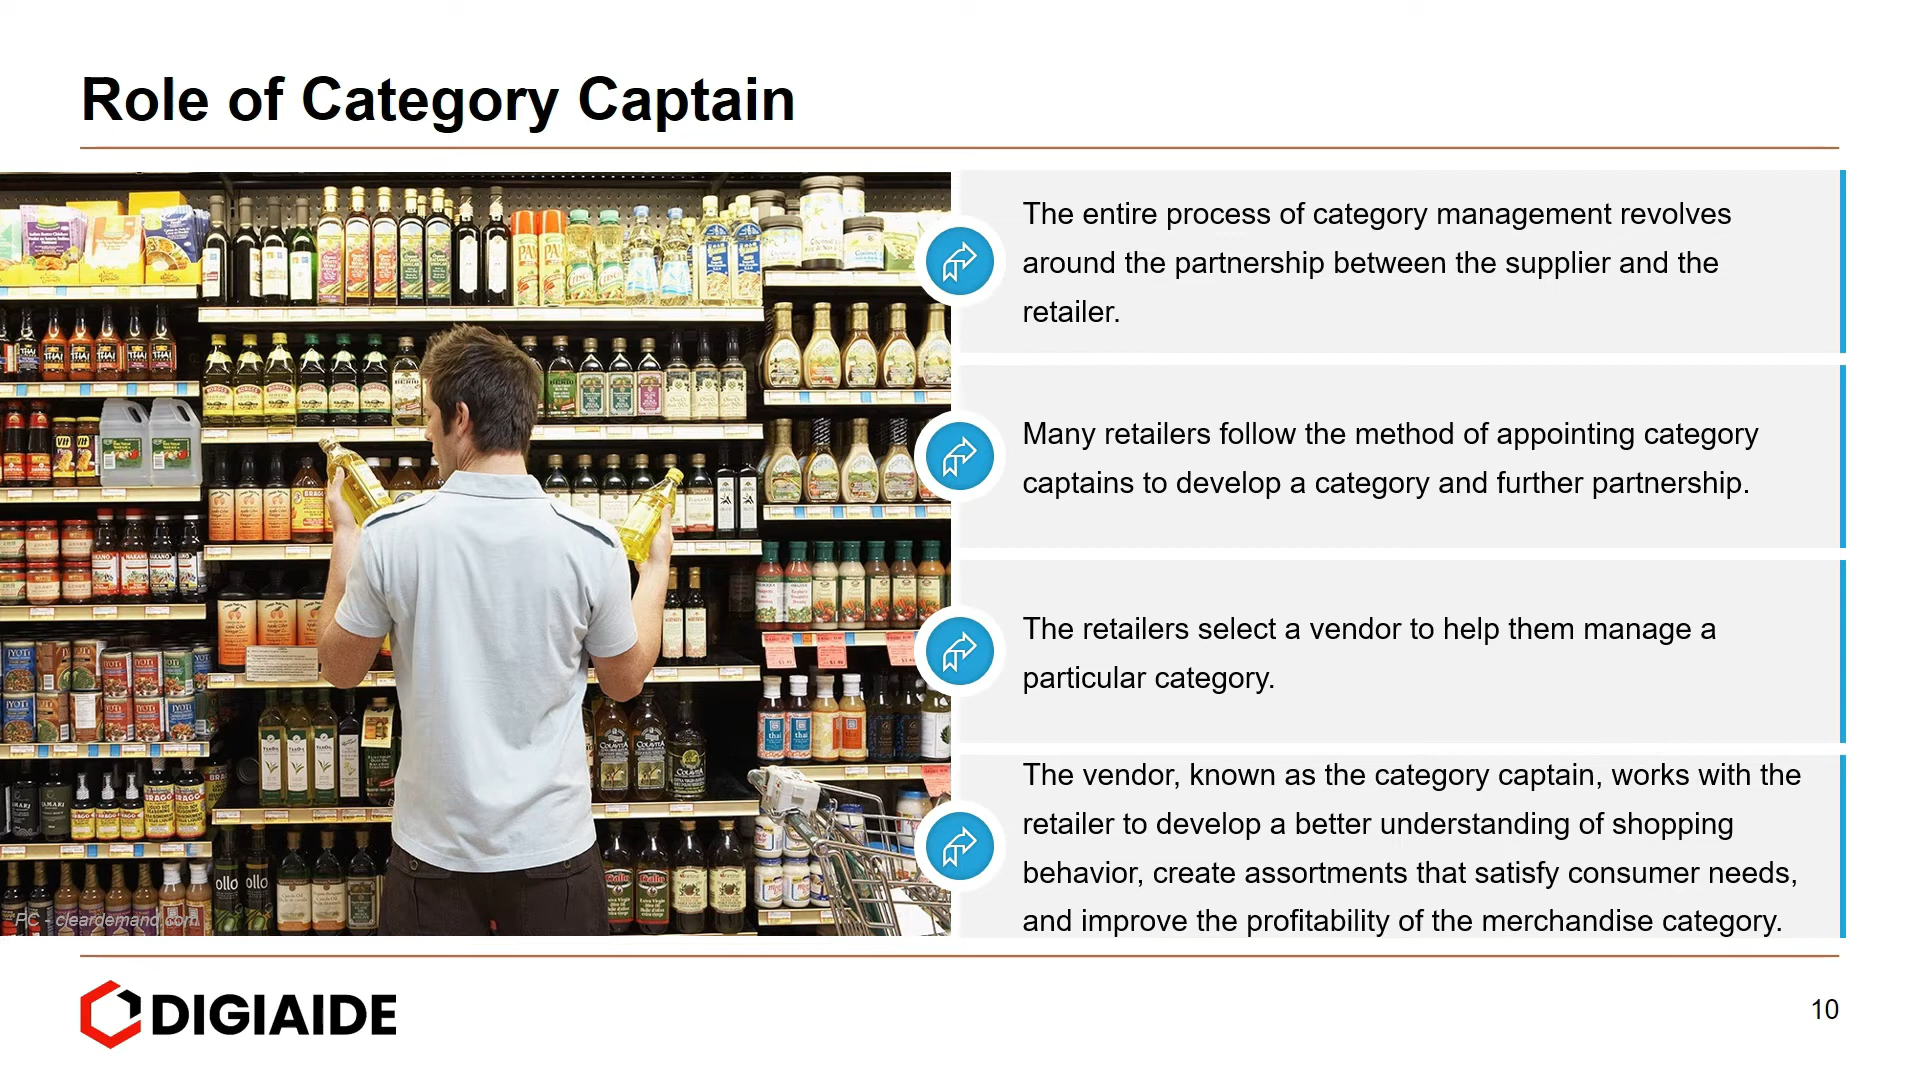 Role of Category Captain
The entire process of category management revolves
around the partnership between the supplier and the
retailer.
Many retailers follow the method of appointing category
captains to develop a category and further partnership.
The retailers select a vendor to help them manage a
particular category.
The vendor, known as the category captain, works with the
retailer to develop a better understanding of shopping
behavior, create assortments that satisfy consumer needs,
and improve the profitability of the merchandise category.
PC - cleardemand.com
DIGIAIDE
10